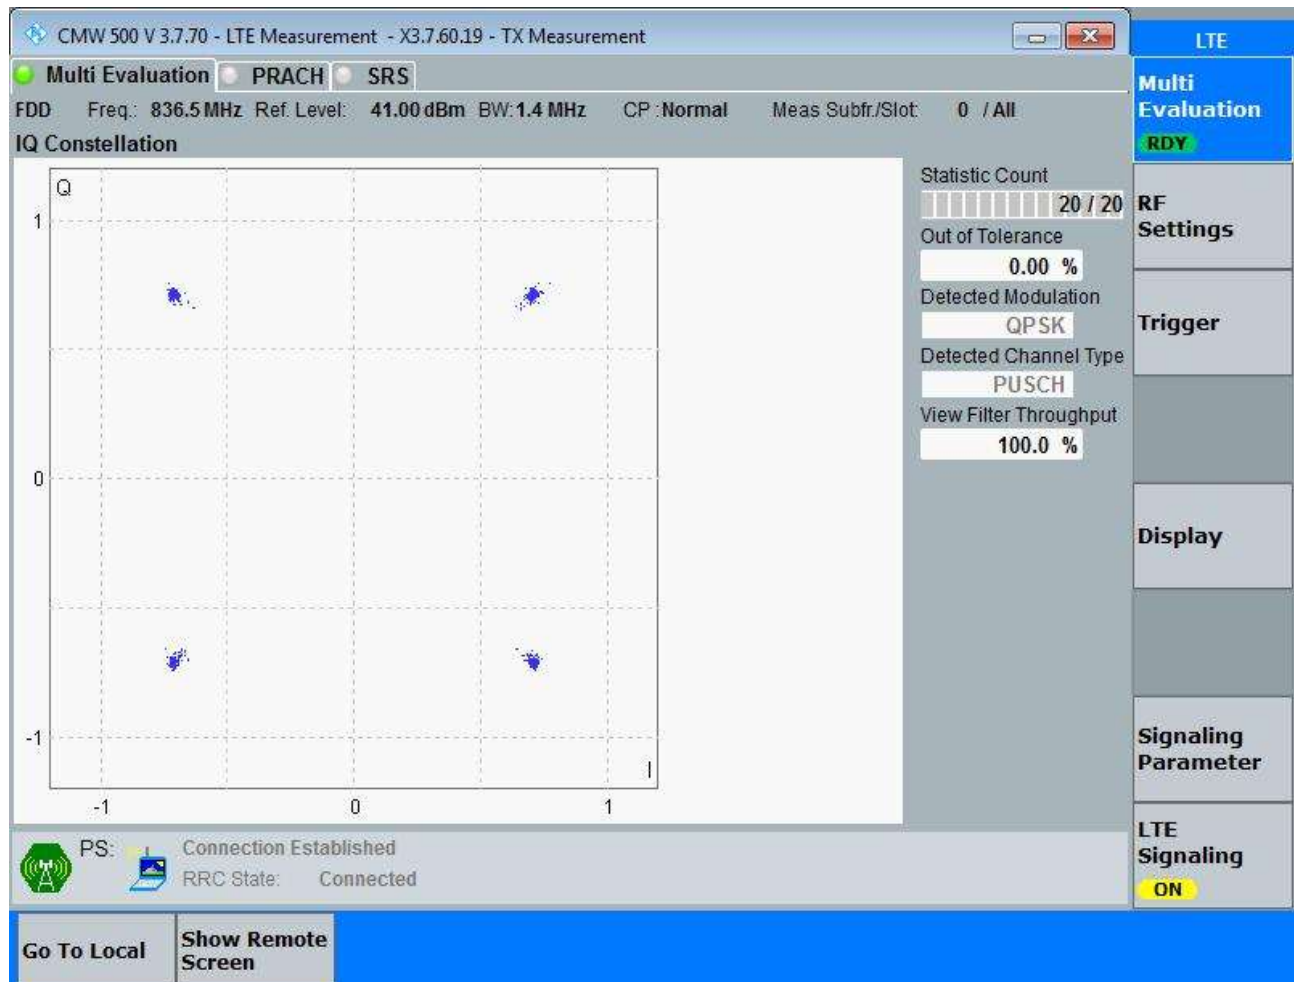 CMW 500 V 3.7.70 - LTE Measurement - X3.7.60.19 - TX Measurement
LTE
Multi Evaluation PRACH SRS
FDD Freq.: 836.5 MHz Ref. Level: 41.00 dBm BW: 1.4 MHz CP : Normal Meas Subfr./Slot: 0 / All
IQ Constellation
Q
1
0
-1
I
-1 0 1
Statistic Count
20 / 20
Out of Tolerance
0.00 %
Detected Modulation
QPSK
Detected Channel Type
PUSCH
View Filter Throughput
100.0 %
Multi
Evaluation
RDY
RF
Settings
Trigger
Display
Signaling
Parameter
LTE
Signaling
ON
PS: Connection Established
RRC State: Connected
Go To Local
Show Remote
Screen